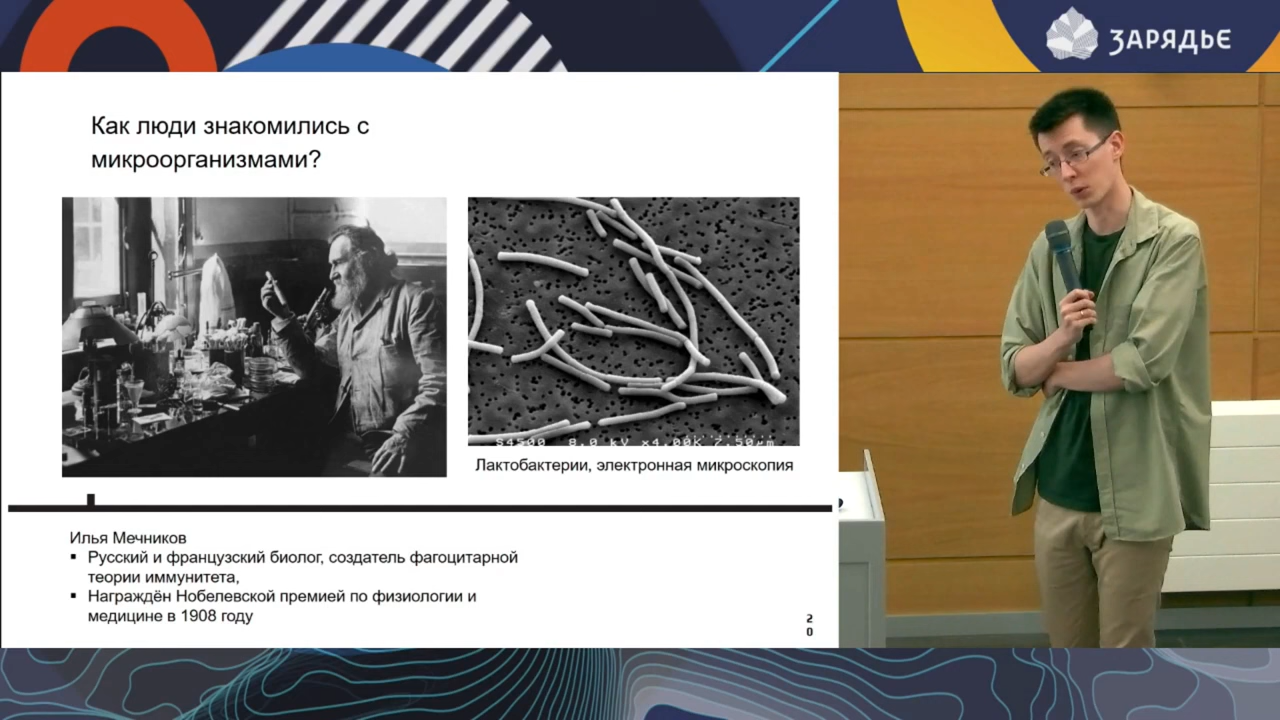 ЗАРЯДЬЕ
Как люди знакомились с
микроорганизмами?
S4500 8.0 kV x4.00K 7.50µm
Лактобактерии, электронная микроскопия
Илья Мечников
▪ Русский и французский биолог, создатель фагоцитарной
теории иммунитета,
▪ Награждён Нобелевской премией по физиологии и
медицине в 1908 году
2
0